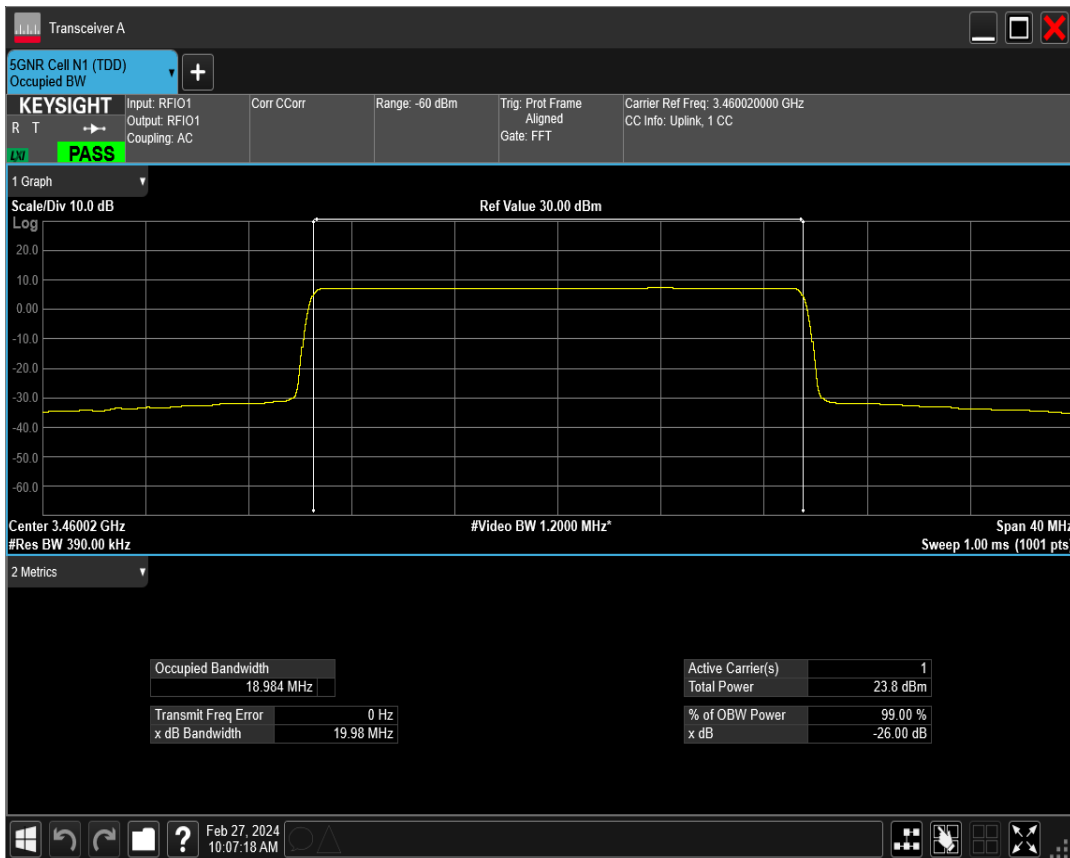 Transceiver A
5GNR Cell N1 (TDD)
Occupied BW
+
KEYSIGHT
R T
LXI
PASS
Input: RFIO1
Output: RFIO1
Coupling: AC
Corr CCorr
Range: -60 dBm
Trig: Prot Frame
Aligned
Gate: FFT
Carrier Ref Freq: 3.460020000 GHz
CC Info: Uplink, 1 CC
1 Graph
Scale/Div 10.0 dB
Ref Value 30.00 dBm
Log
20.0
10.0
0.00
-10.0
-20.0
-30.0
-40.0
-50.0
-60.0
Center 3.46002 GHz
#Video BW 1.2000 MHz*
Span 40 MHz
#Res BW 390.00 kHz
Sweep 1.00 ms (1001 pts)
2 Metrics
Occupied Bandwidth
18.984 MHz
Transmit Freq Error 0 Hz
x dB Bandwidth 19.98 MHz
Active Carrier(s) 1
Total Power 23.8 dBm
% of OBW Power 99.00 %
x dB -26.00 dB
?
Feb 27, 2024
10:07:18 AM